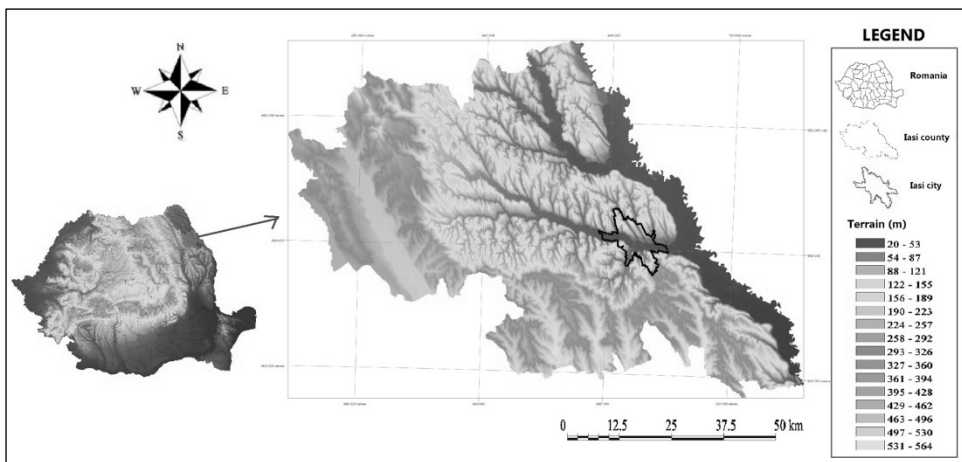 N
W
E
S
LEGEND
Romania
Iasi county
Iasi city
Terrain (m)
20 - 53
54 - 87
88 - 121
122 - 155
156 - 189
190 - 223
224 - 257
258 - 292
293 - 326
327 - 360
361 - 394
395 - 428
429 - 462
463 - 496
497 - 530
531 - 564
0 12.5 25 37.5 50 km